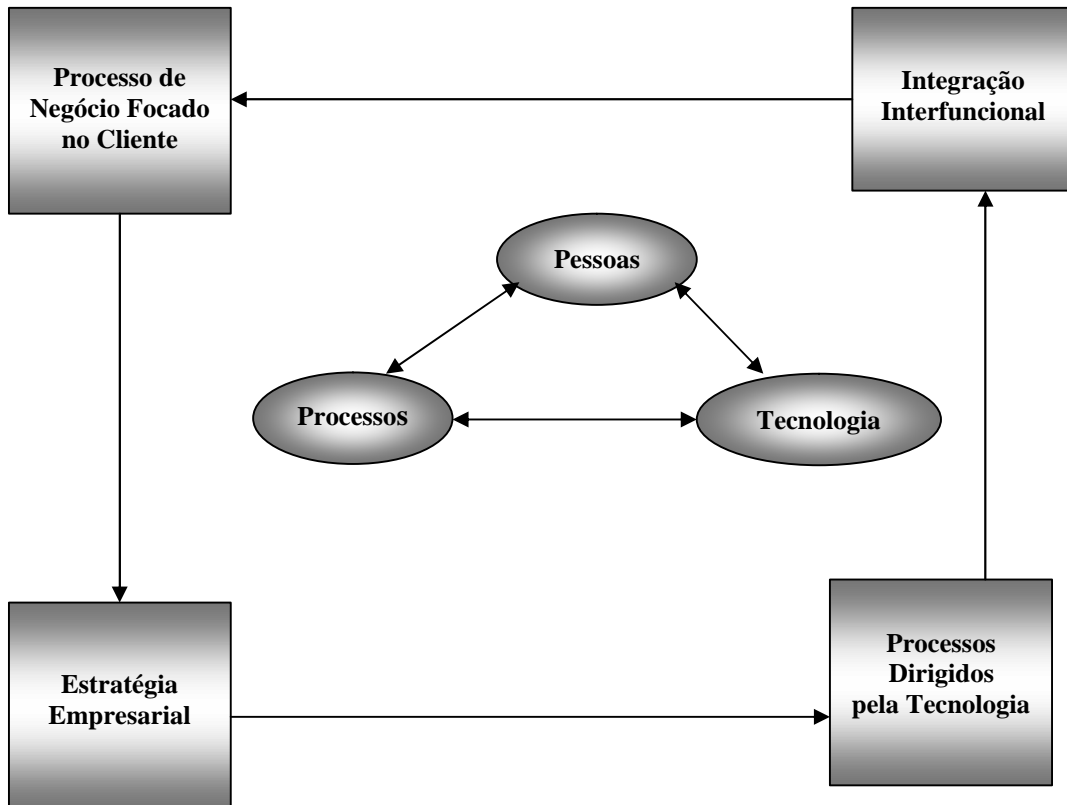 Processo de
Negócio Focado
no Cliente
Integração
Interfuncional
Pessoas
Processos
Tecnologia
Estratégia
Empresarial
Processos
Dirigidos
pela Tecnologia